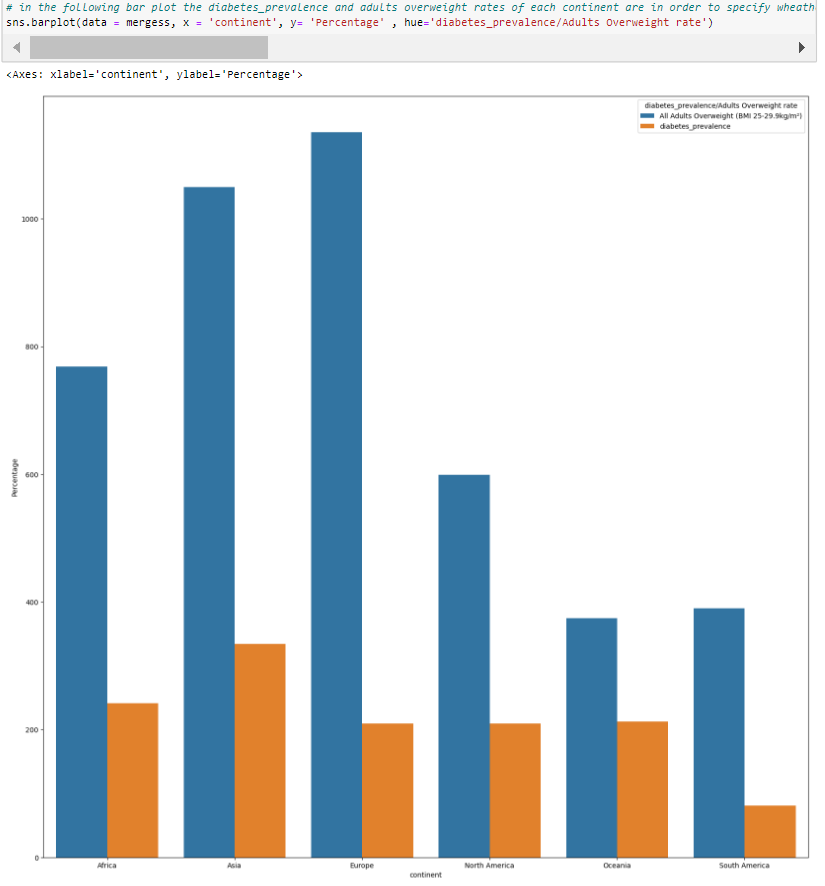 # in the following bar plot the diabetes_prevalence and adults overweight rates of each continent are in order to specify wheath
sns.barplot(data = mergess, x = 'continent', y= 'Percentage' , hue='diabetes_prevalence/Adults Overweight rate')
<Axes: xlabel='continent', ylabel='Percentage'>
diabetes_prevalence/Adults Overweight rate
All Adults Overweight (BMI 25-29.9kg/m²)
diabetes_prevalence
1000
800
600
400
200
0
Percentage
Africa Asia Europe North America Oceania South America
continent